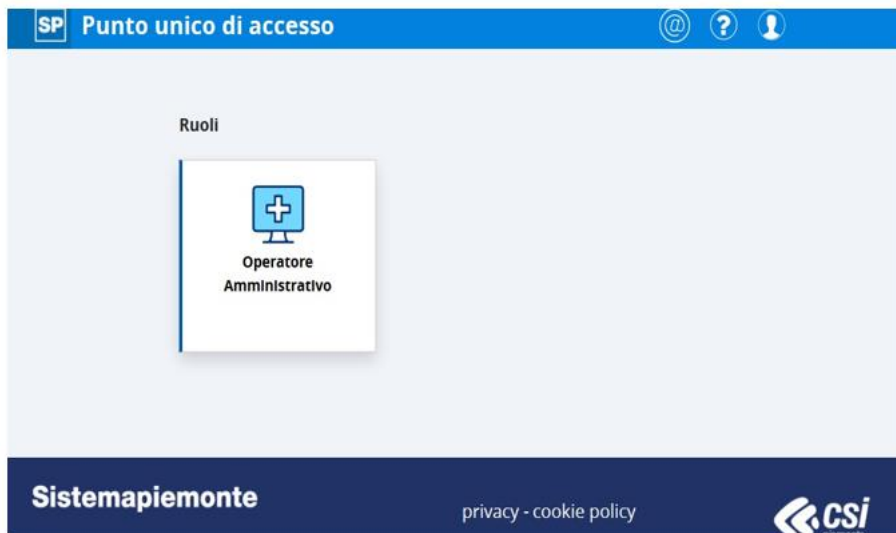 SP Punto unico di accesso @ ?
Ruoli
Operatore
Amministrativo
Sistemapiemonte
privacy - cookie policy
csi